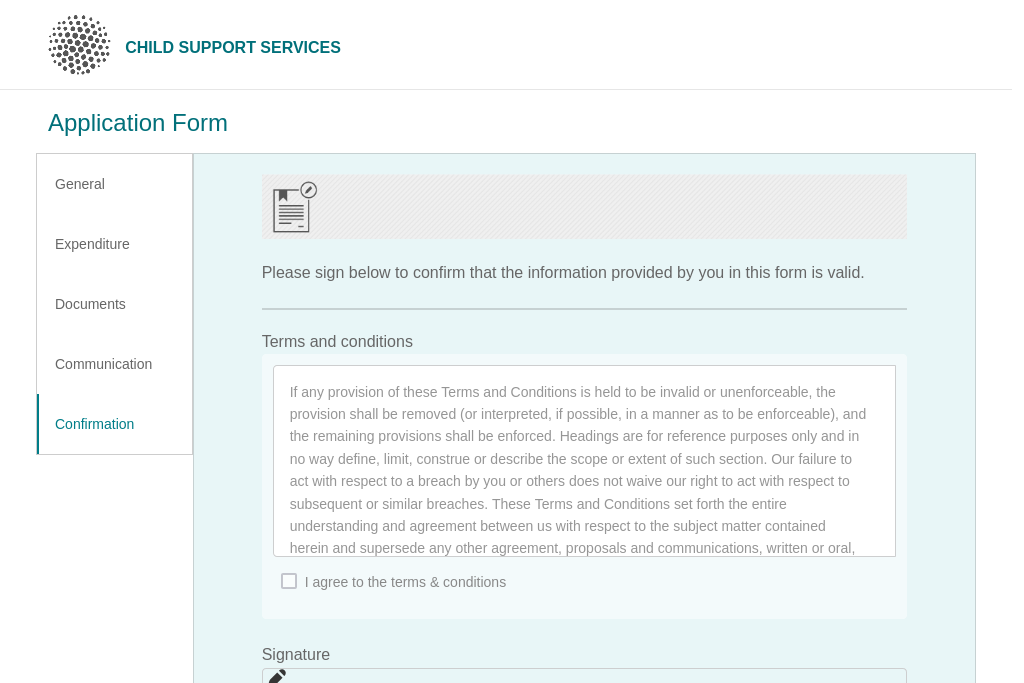 CHILD SUPPORT SERVICES
Application Form
General
Expenditure
Documents
Communication
Confirmation
Please sign below to confirm that the information provided by you in this form is valid.
Terms and conditions
If any provision of these Terms and Conditions is held to be invalid or unenforceable, the
provision shall be removed (or interpreted, if possible, in a manner as to be enforceable), and
the remaining provisions shall be enforced. Headings are for reference purposes only and in
no way define, limit, construe or describe the scope or extent of such section. Our failure to
act with respect to a breach by you or others does not waive our right to act with respect to
subsequent or similar breaches. These Terms and Conditions set forth the entire
understanding and agreement between us with respect to the subject matter contained
herein and supersede any other agreement, proposals and communications, written or oral,
I agree to the terms & conditions
Signature